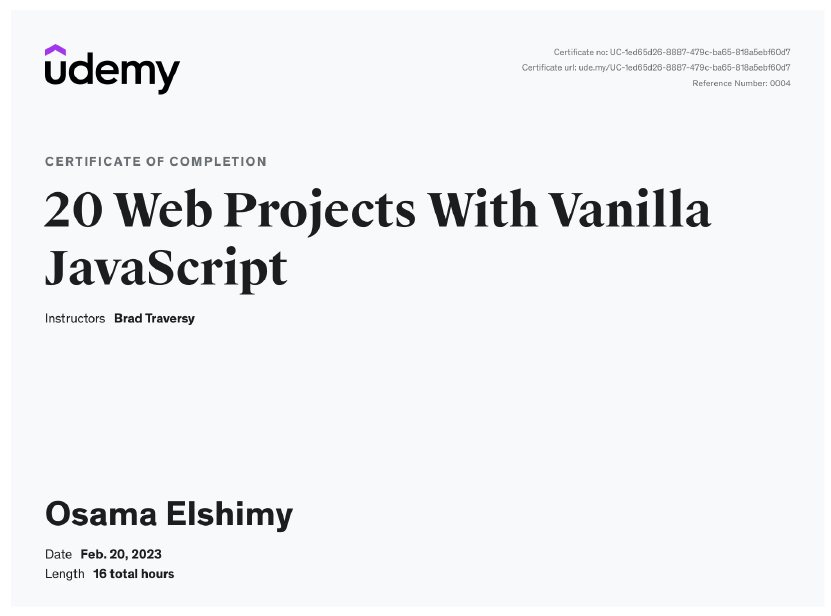 udemy
Certificate no: UC-1ed65d26-8887-479c-ba65-818a5ebf60d7
Certificate url: ude.my/UC-1ed65d26-8887-479c-ba65-818a5ebf60d7
Reference Number: 0004
CERTIFICATE OF COMPLETION
20 Web Projects With Vanilla
JavaScript
Instructors Brad Traversy
Osama Elshimy
Date Feb. 20, 2023
Length 16 total hours